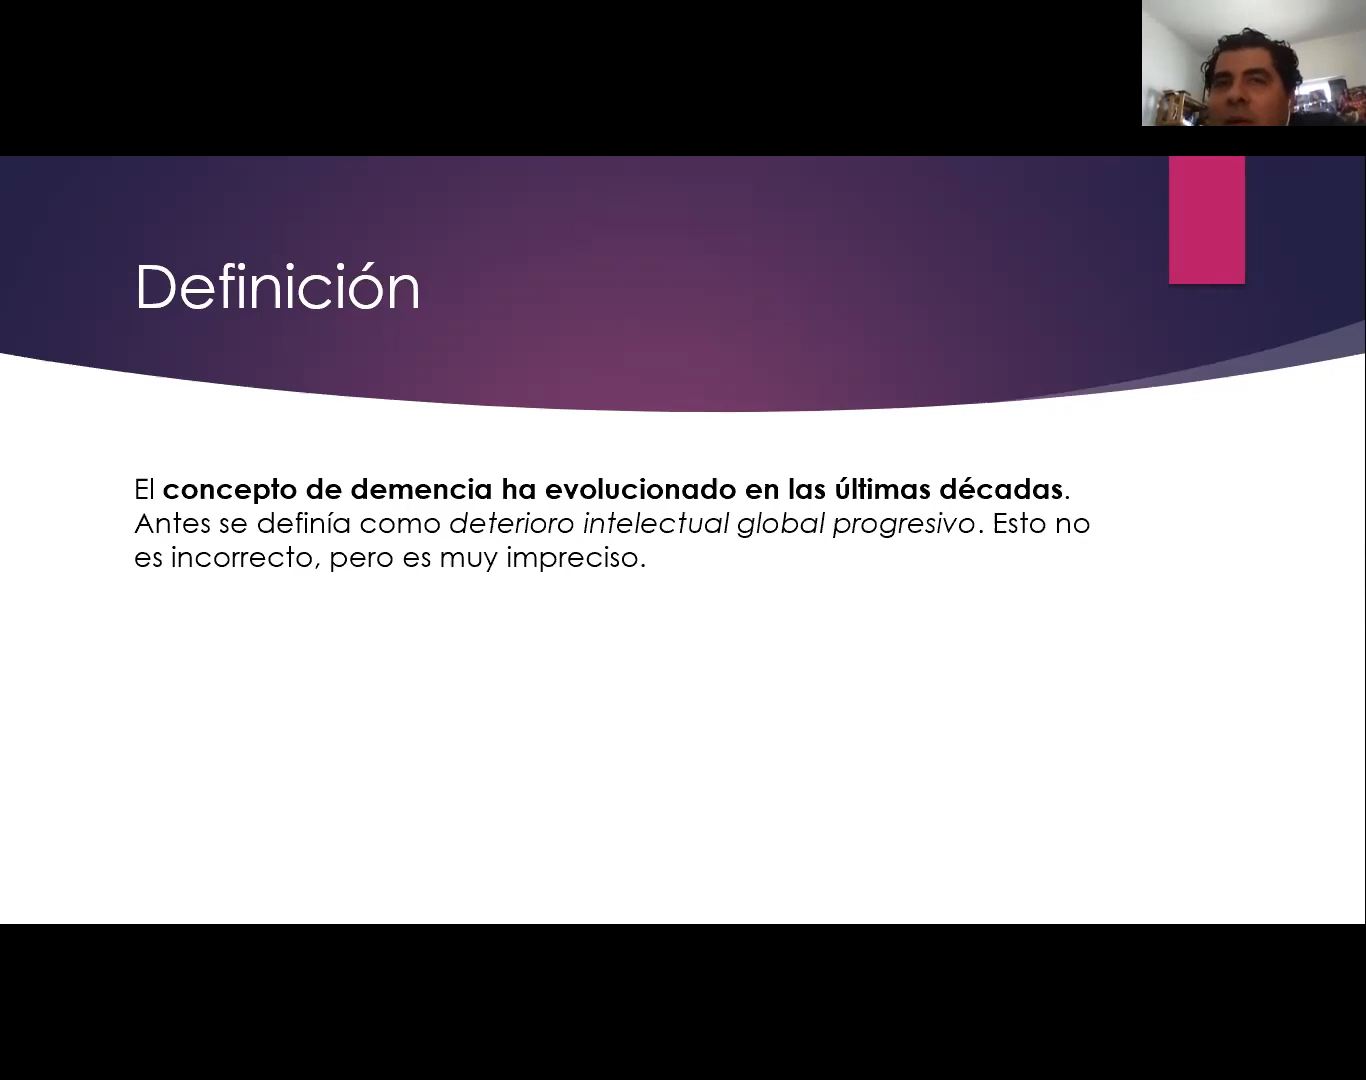 Definición
El concepto de demencia ha evolucionado en las últimas décadas.
Antes se definía como deterioro intelectual global progresivo. Esto no
es incorrecto, pero es muy impreciso.